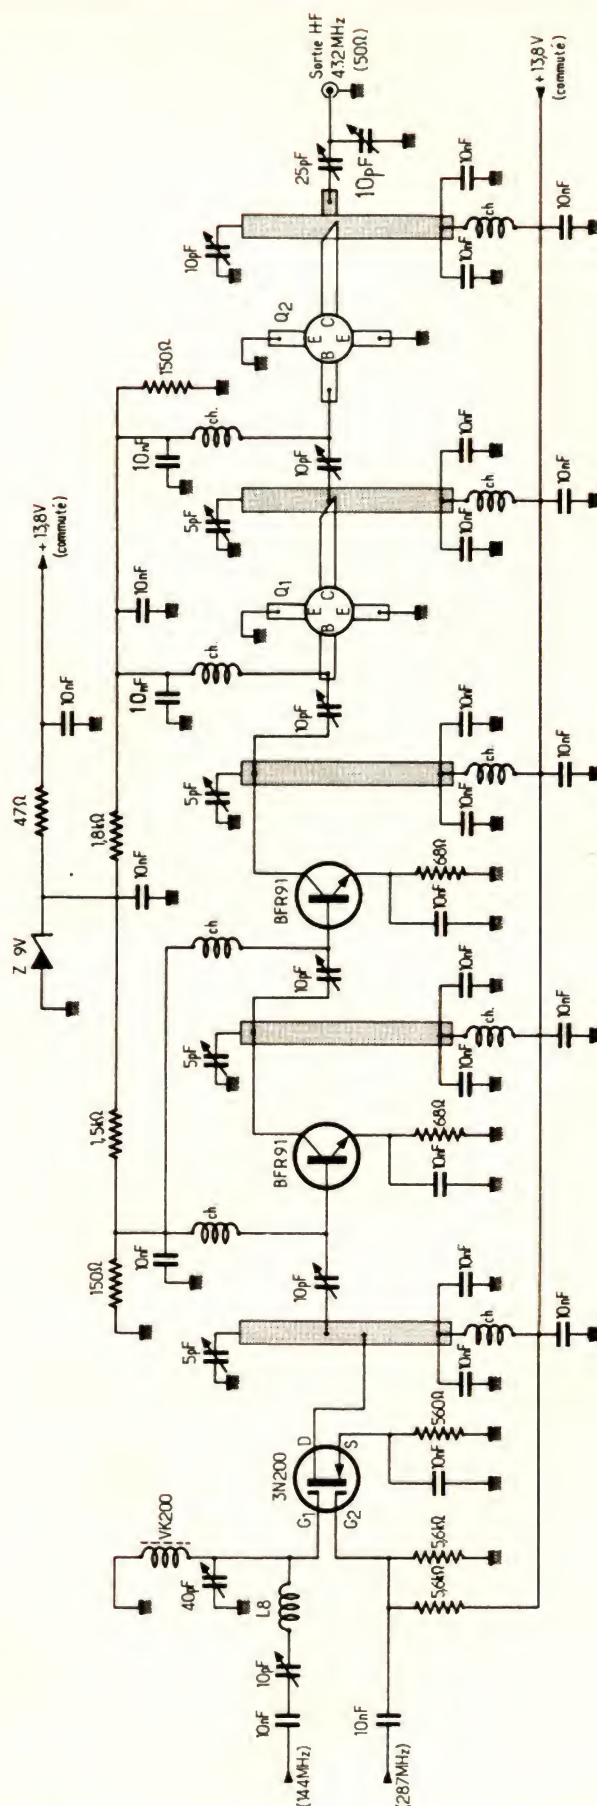 Z 9V
47Ω
+13,8V
(commuté)
10nF
150Ω
1,5kΩ
1,8kΩ
10nF
10nF
150Ω
VK200
40pF
10nF
ch.
ch.
10nF
ch.
10nF
ch.
5pF
5pF
5pF
5pF
10pF
(144MHz)
10nF
10pF
L8
3N200
G1
G2
D
S
10pF
BFR91
10pF
BFR91
10pF
Q1
E
B
C
E
10pF
Q2
E
B
C
E
25pF
10pF
Sortie HF
432MHz
(50Ω)
(287MHz)
10nF
5,6kΩ
5,6kΩ
10nF
560Ω
10nF
10nF
10nF
68Ω
10nF
10nF
10nF
68Ω
10nF
10nF
10nF
10nF
10nF
10nF
ch.
ch.
ch.
ch.
ch.
10nF
10nF
10nF
10nF
10nF
+13,8V
(commuté)